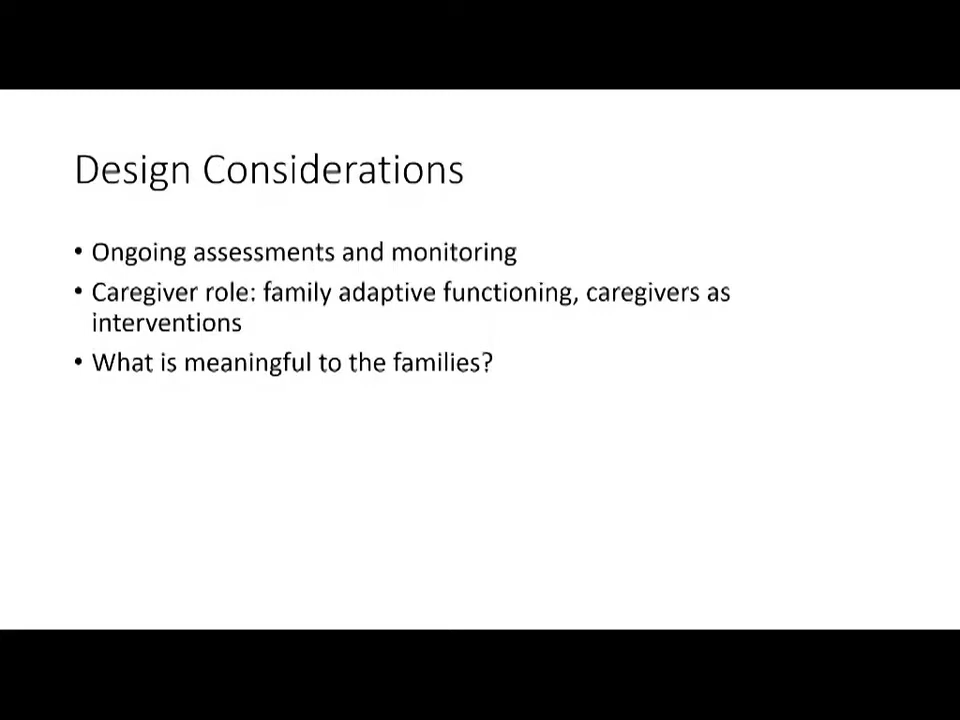 Design Considerations
• Ongoing assessments and monitoring
• Caregiver role: family adaptive functioning, caregivers as
interventions
• What is meaningful to the families?